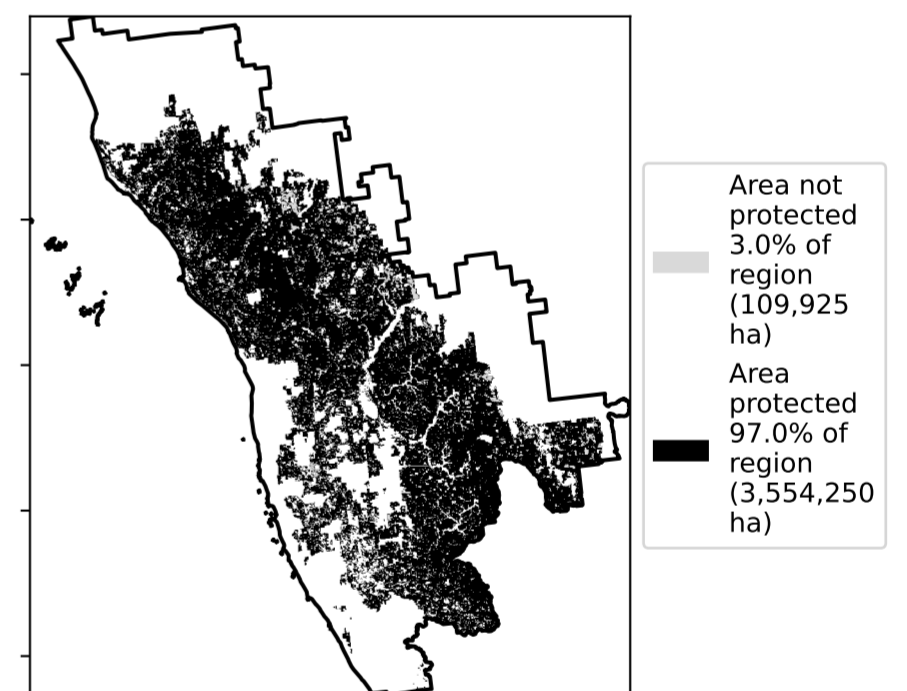 Area not
protected
3.0% of
region
(109,925
ha)
Area
protected
97.0% of
region
(3,554,250
ha)